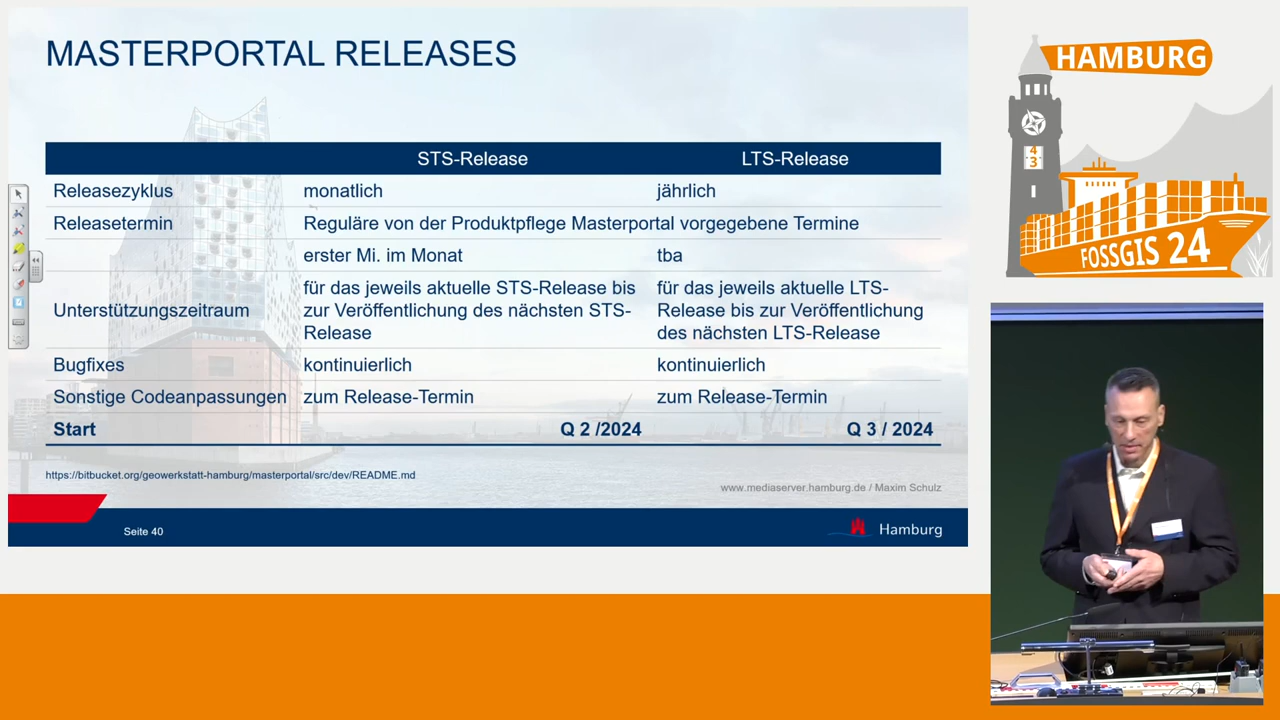 MASTERPORTAL RELEASES
STS-Release LTS-Release
Releasezyklus monatlich jährlich
Releasetermin Reguläre von der Produktpflege Masterportal vorgegebene Termine
erster Mi. im Monat tba
Unterstützungszeitraum
für das jeweils aktuelle STS-Release bis
zur Veröffentlichung des nächsten STS-
Release
für das jeweils aktuelle LTS-
Release bis zur Veröffentlichung
des nächsten LTS-Release
Bugfixes kontinuierlich kontinuierlich
Sonstige Codeanpassungen zum Release-Termin zum Release-Termin
Start Q 2 /2024 Q 3 / 2024
https://bitbucket.org/geowerkstatt-hamburg/masterportal/src/dev/README.md
www.mediaserver.hamburg.de / Maxim Schulz
Seite 40
Hamburg
HAMBURG
4
3
FOSSGIS 24